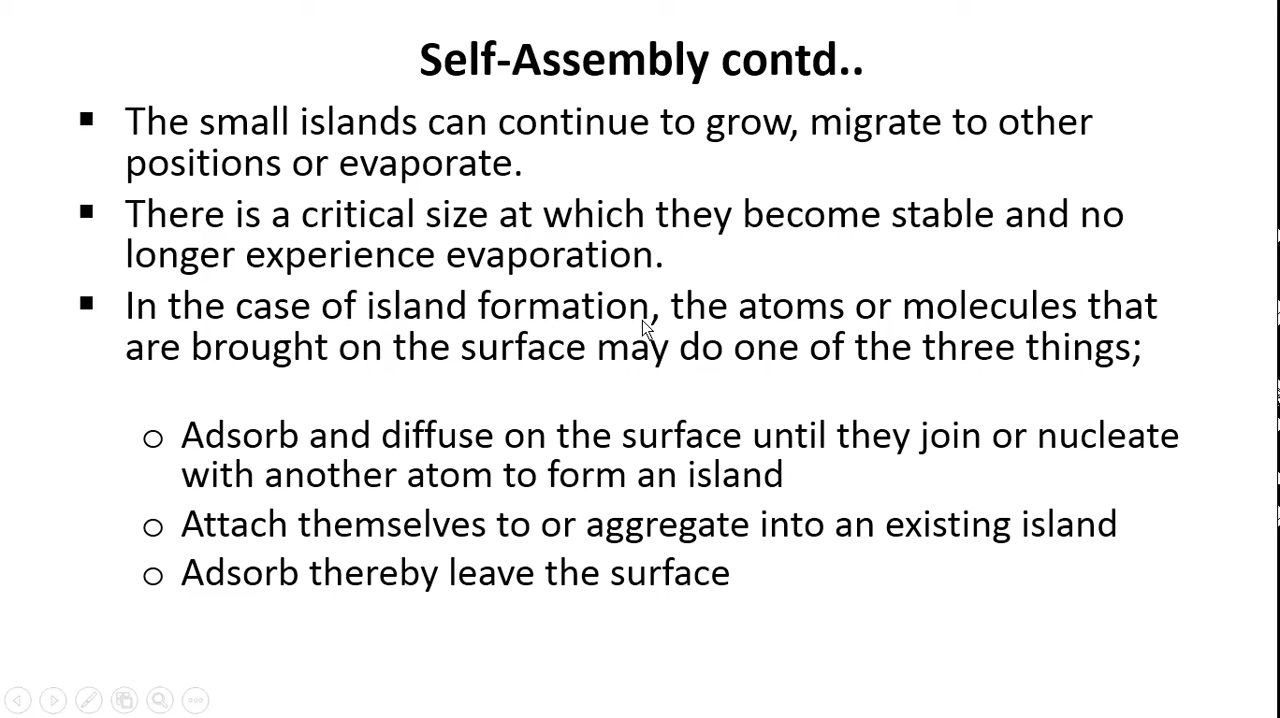 Self-Assembly contd..
▪ The small islands can continue to grow, migrate to other
positions or evaporate.
▪ There is a critical size at which they become stable and no
longer experience evaporation.
▪ In the case of island formation, the atoms or molecules that
are brought on the surface may do one of the three things;
o Adsorb and diffuse on the surface until they join or nucleate
with another atom to form an island
o Attach themselves to or aggregate into an existing island
o Adsorb thereby leave the surface